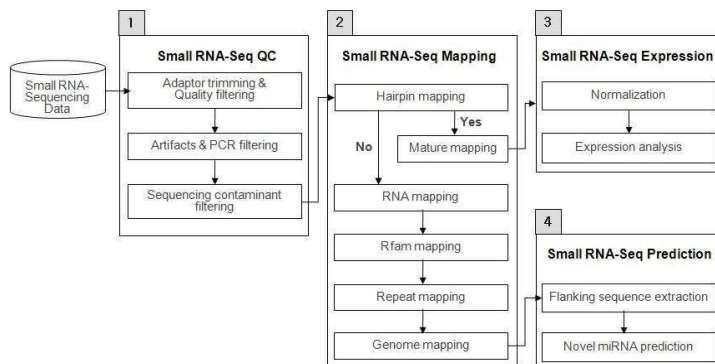 1
Small RNA-Seq QC
Small RNA-
Sequencing
Data
Adaptor trimming &
Quality filtering
Artifacts & PCR filtering
Sequencing contaminant
filtering
2
Small RNA-Seq Mapping
Hairpin mapping
Yes
No
Mature mapping
RNA mapping
Rfam mapping
Repeat mapping
Genome mapping
3
Small RNA-Seq Expression
Normalization
Expression analysis
4
Small RNA-Seq Prediction
Flanking sequence extraction
Novel miRNA prediction